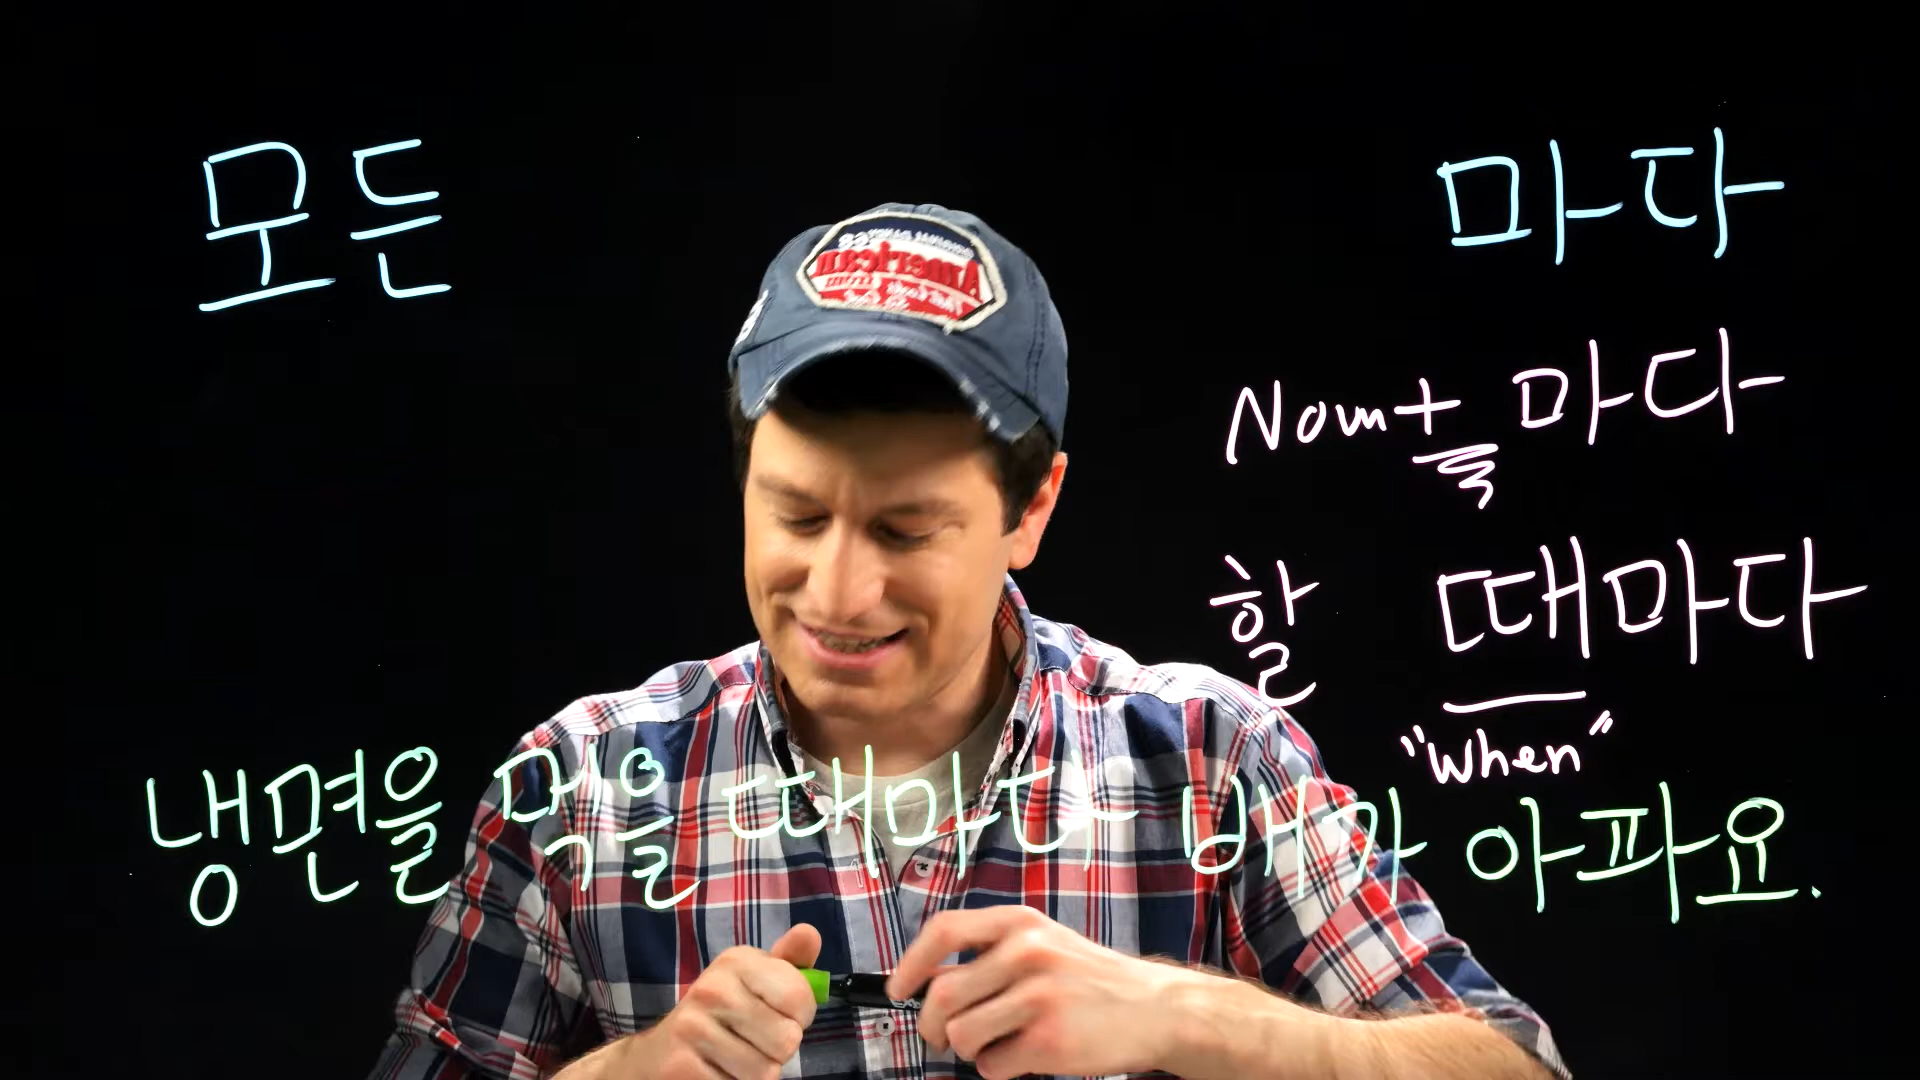 모든
마다
Noun+마다
할 때마다
"When"
냉면을 먹을 때마다 배가 아파요.
American